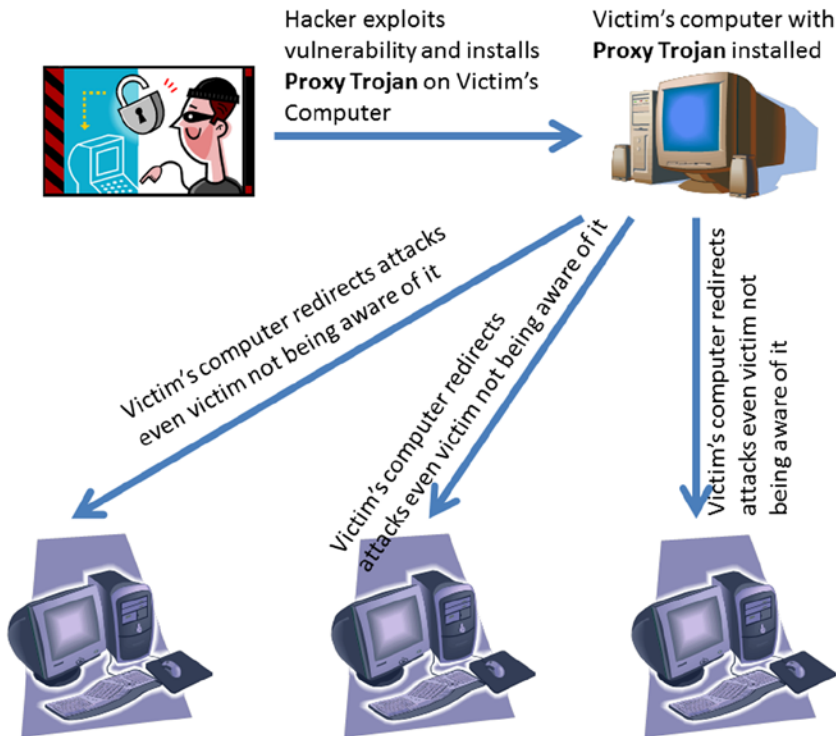 Hacker exploits
vulnerability and installs
Proxy Trojan on Victim's
Computer
Victim's computer with
Proxy Trojan installed
Victim's computer redirects attacks
even victim not being aware of it
Victim's computer redirects
attacks even victim not being aware of it
Victim's computer redirects
attacks even victim not
being aware of it